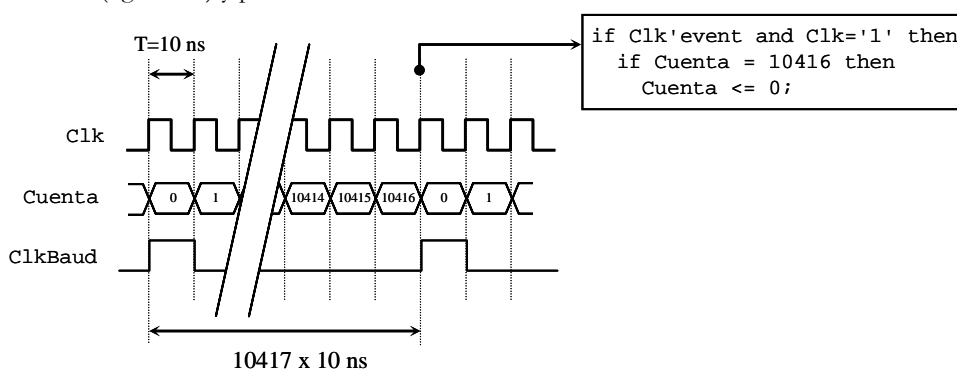 if Clk'event and Clk='1' then
if Cuenta = 10416 then
Cuenta <= 0;
T=10 ns
Clk
Cuenta
0 1 10414 10415 10416 0 1
ClkBaud
10417 x 10 ns